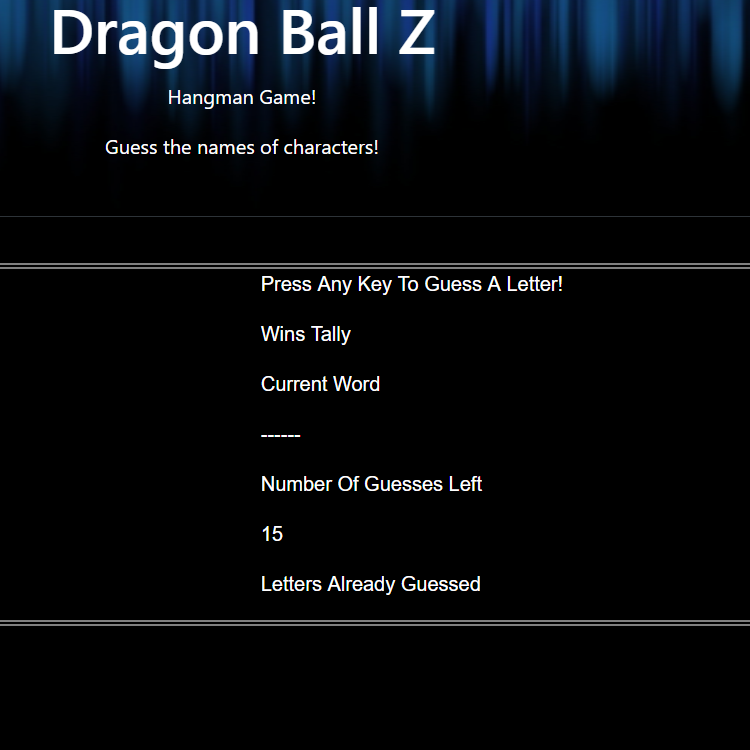 Dragon Ball Z
Hangman Game!
Guess the names of characters!
Press Any Key To Guess A Letter!
Wins Tally
Current Word
------
Number Of Guesses Left
15
Letters Already Guessed